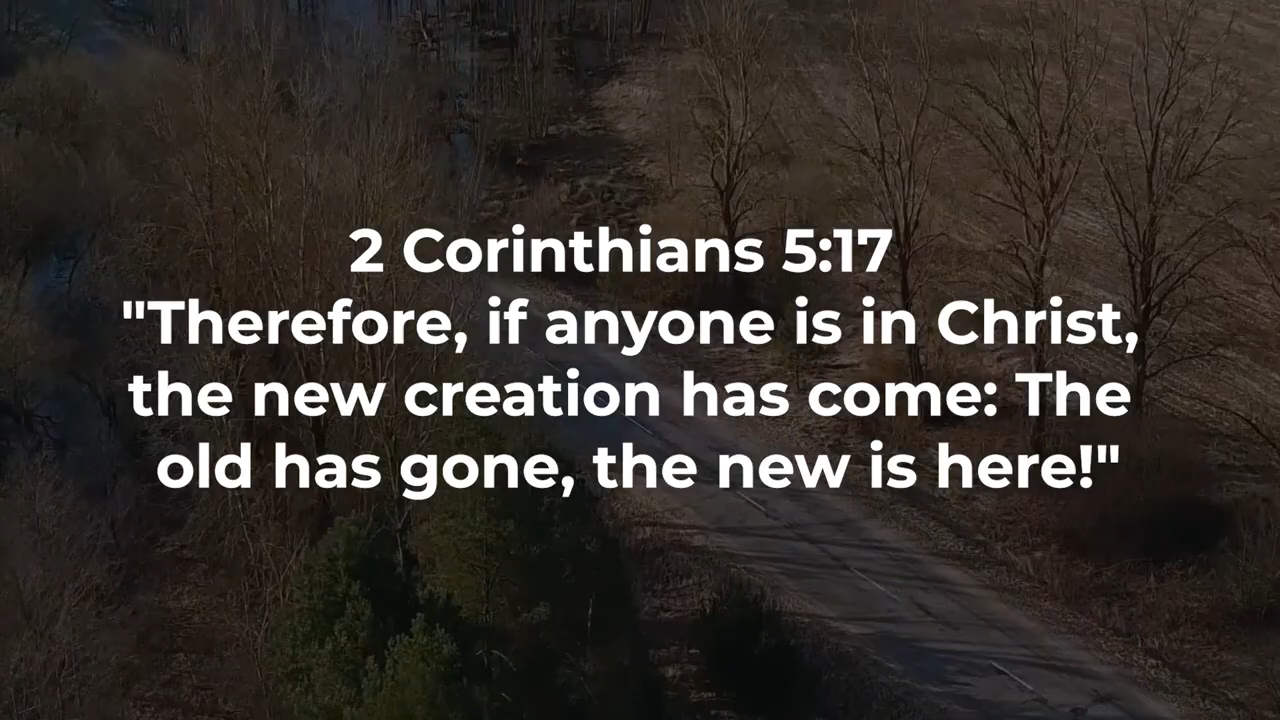 2 Corinthians 5:17
"Therefore, if anyone is in Christ,
the new creation has come: The
old has gone, the new is here!"